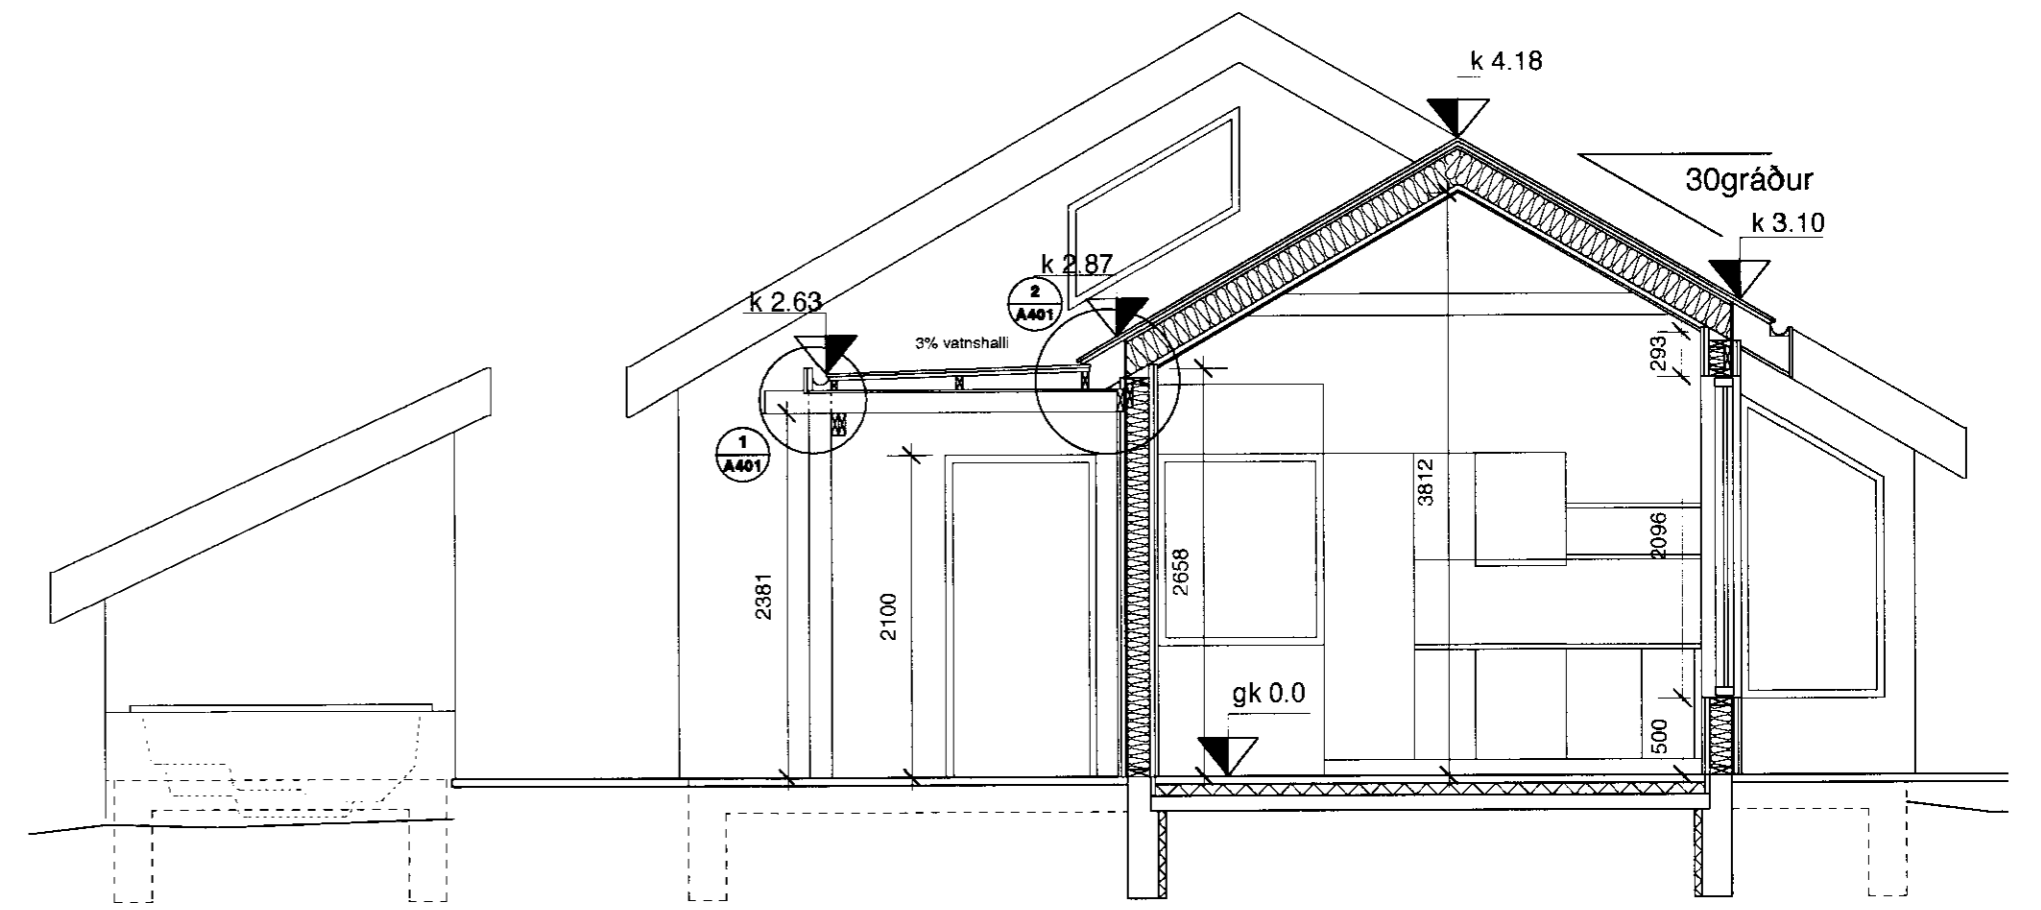 k 4.18
30gráður
k 3.10
k 2.87
2
A401
k 2.63
3% vatnshalli
293
1
A401
3812
2096
2658
2381
2100
gk 0.0
500